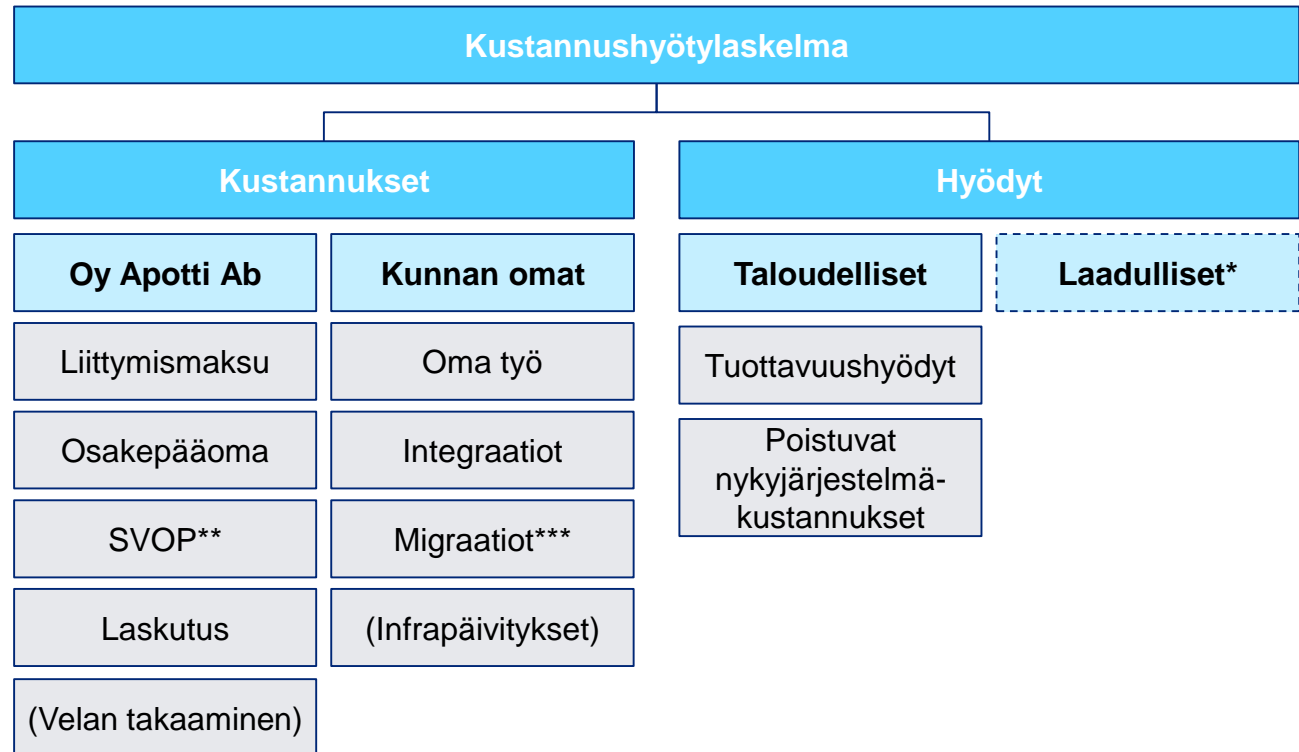 Kustannushyötylaskelma
Kustannukset
Hyödyt
Oy Apotti Ab
Kunnan omat
Taloudelliset
Laadulliset*
Liittymismaksu
Oma työ
Tuottavuushyödyt
Osakepääoma
Integraatiot
Poistuvat
nykyjärjestelmä-
kustannukset
SVOP**
Migraatiot***
Laskutus
(Infrapäivitykset)
(Velan takaaminen)